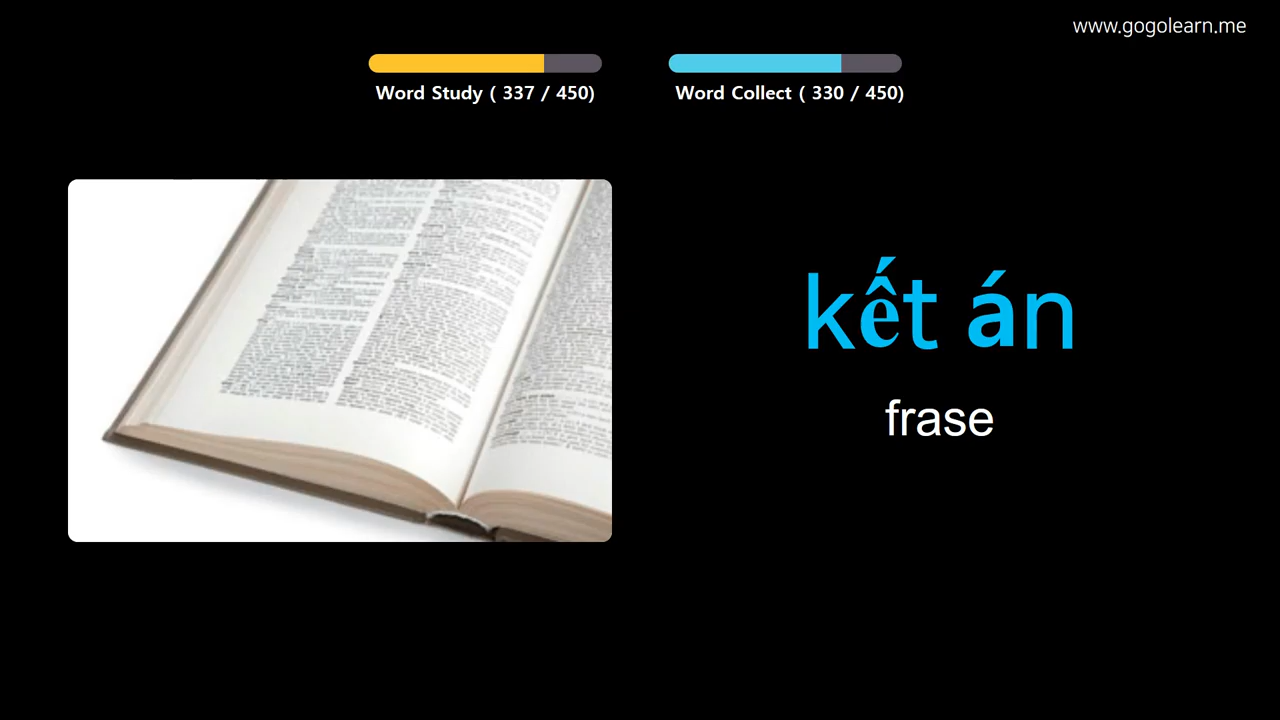 www.gogolearn.me
Word Study ( 337 / 450)
Word Collect ( 330 / 450)
kết án
frase